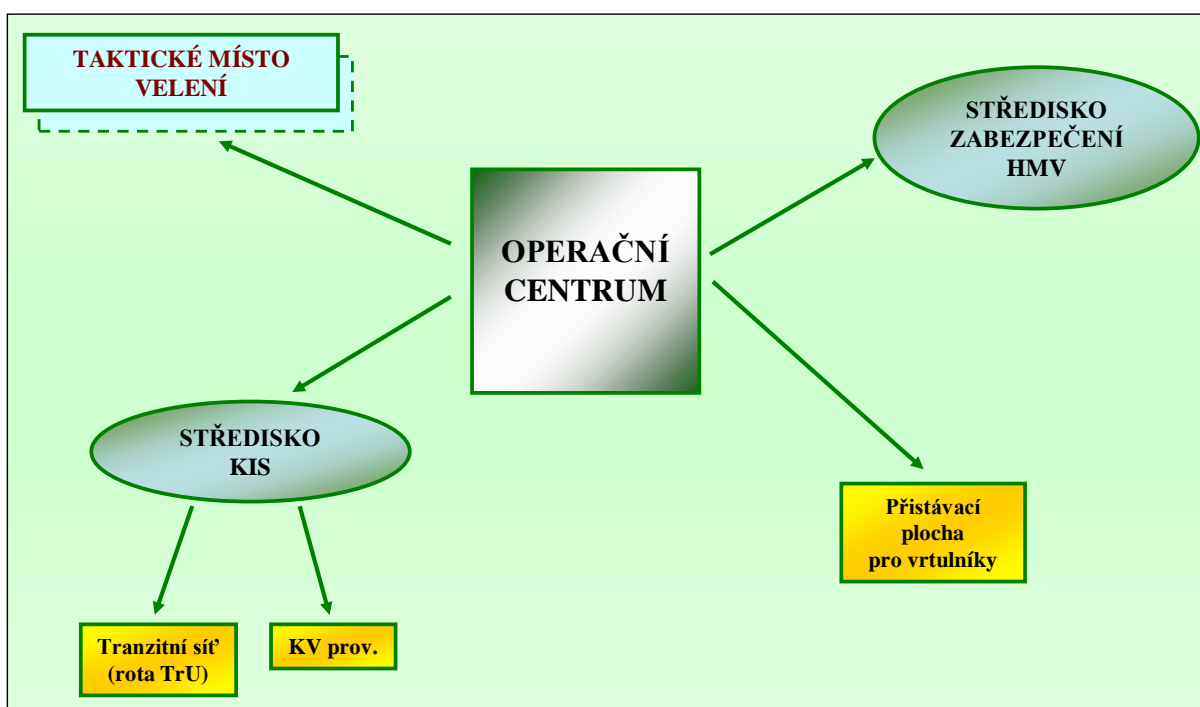 TAKTICKÉ MÍSTO
VELENÍ
STŘEDISKO
ZABEZPEČENÍ
HMV
OPERAČNÍ
CENTRUM
STŘEDISKO
KIS
Přistávací
plocha
pro vrtulníky
Tranzitní síť
(rota TrU)
KV prov.